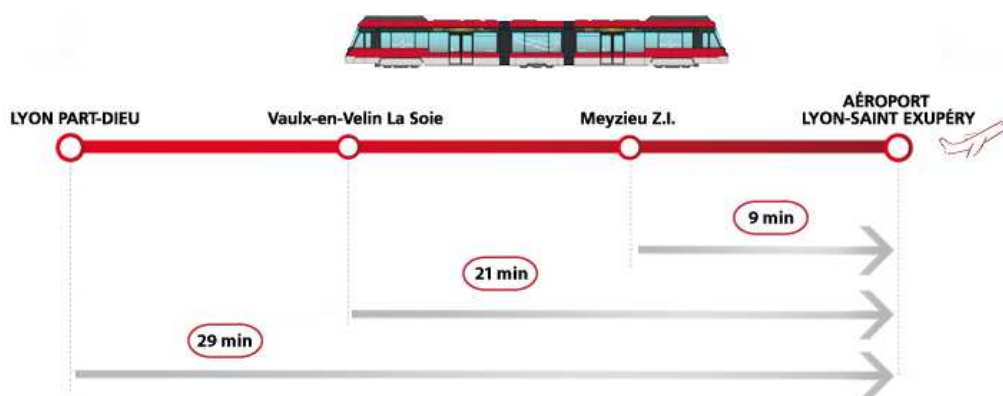 LYON PART-DIEU
Vaulx-en-Velin La Soie
Meyzieu Z.I.
AÉROPORT
LYON-SAINT EXUPÉRY
9 min
21 min
29 min